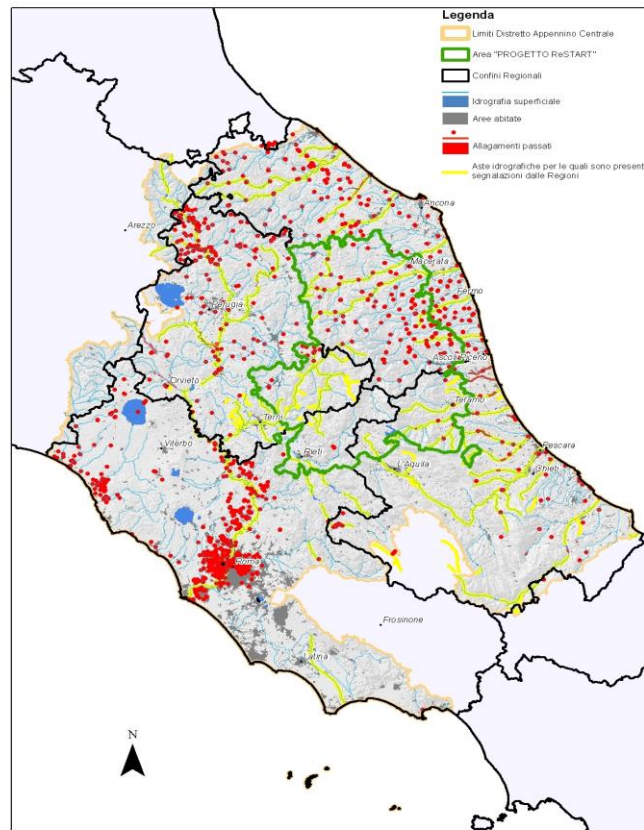 Legenda
Limiti Distretto Appennino Centrale
Area "PROGETTO ReSTART"
Confini Regionali
Idrografia superficiale
Aree abitate
Allagamenti passati
Aste idrografiche per le quali sono present
segnalazioni dalle Regioni
Ancona
Arezzo
Macerata
Fermo
Perugia
Ascoli Piceno
Orvieto
Teramo
Terni
Viterbo
Pescara
Rieti
L'Aquila
Chieti
Roma
Frosinone
Latina
N